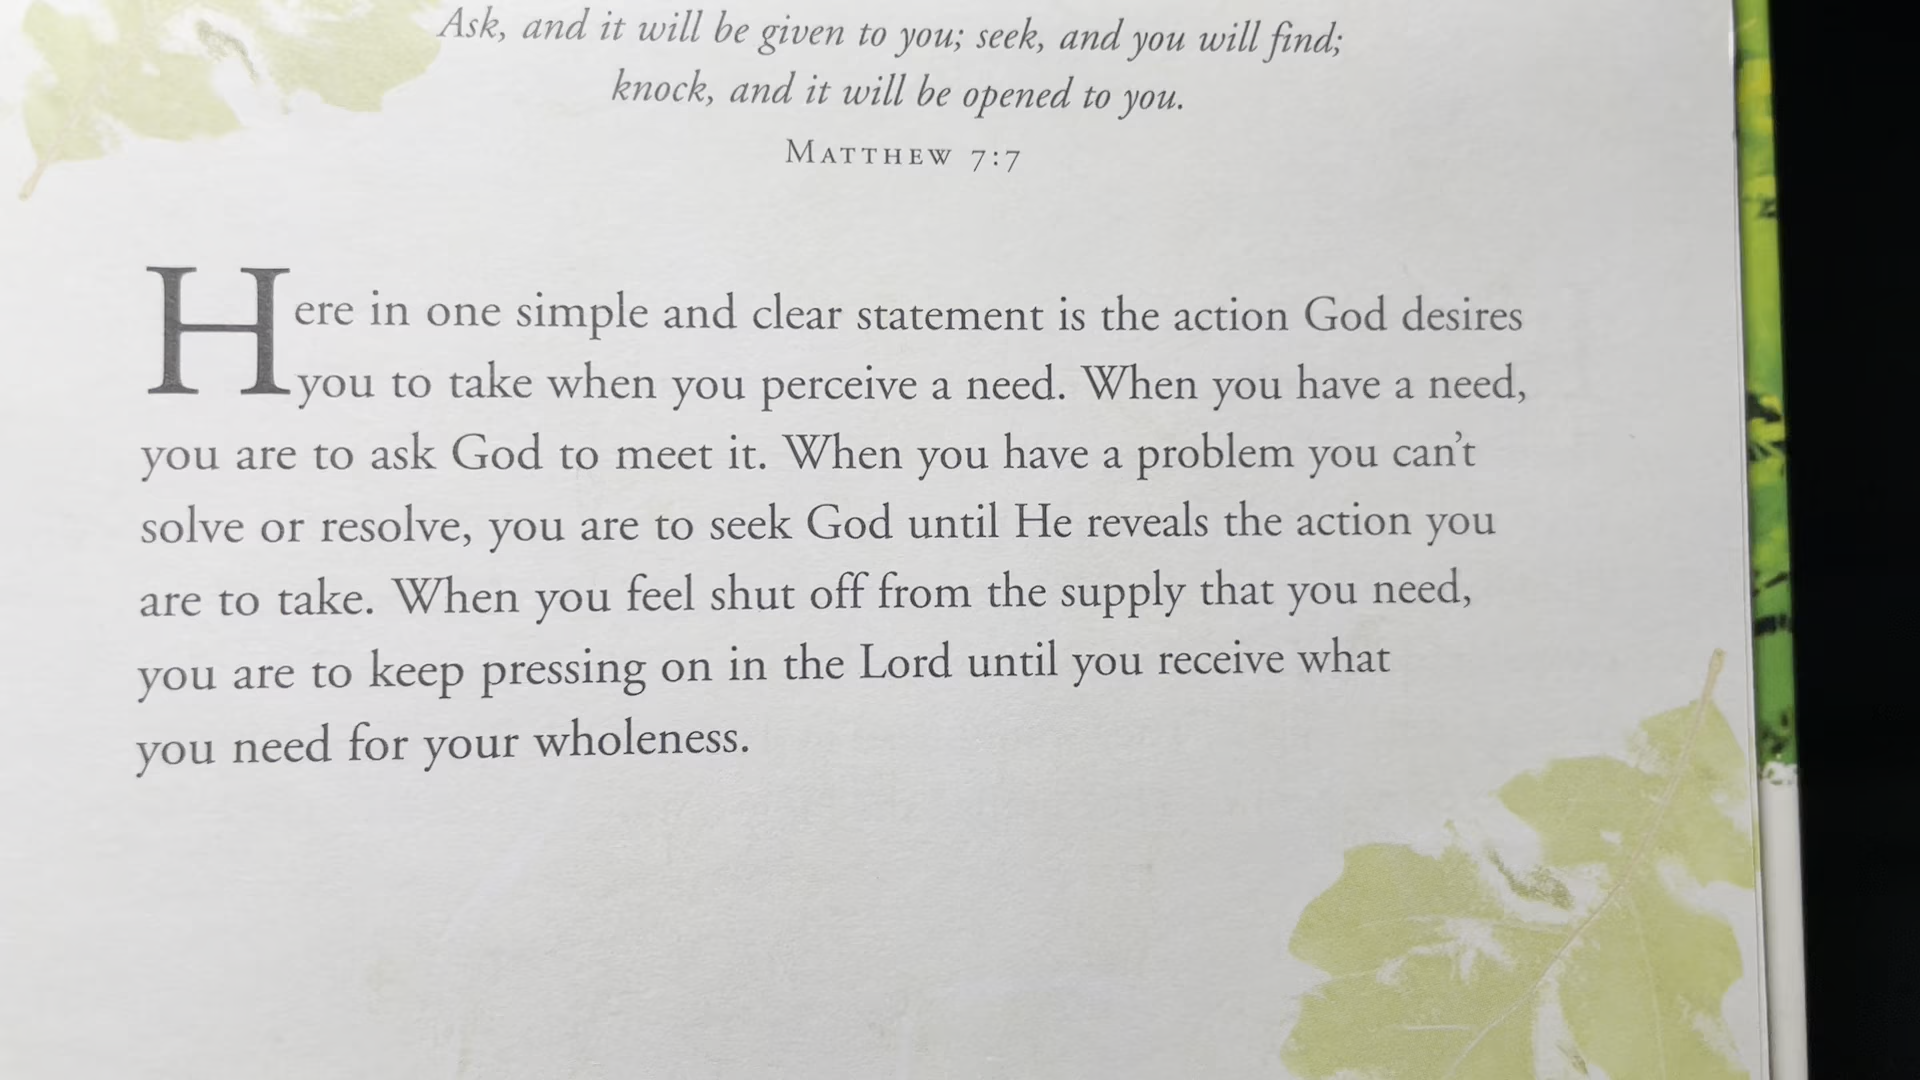 Ask, and it will be given to you; seek, and you will find;
knock, and it will be opened to you.
MATTHEW 7:7
Here in one simple and clear statement is the action God desires
you to take when you perceive a need. When you have a need,
you are to ask God to meet it. When you have a problem you can’t
solve or resolve, you are to seek God until He reveals the action you
are to take. When you feel shut off from the supply that you need,
you are to keep pressing on in the Lord until you receive what
you need for your wholeness.